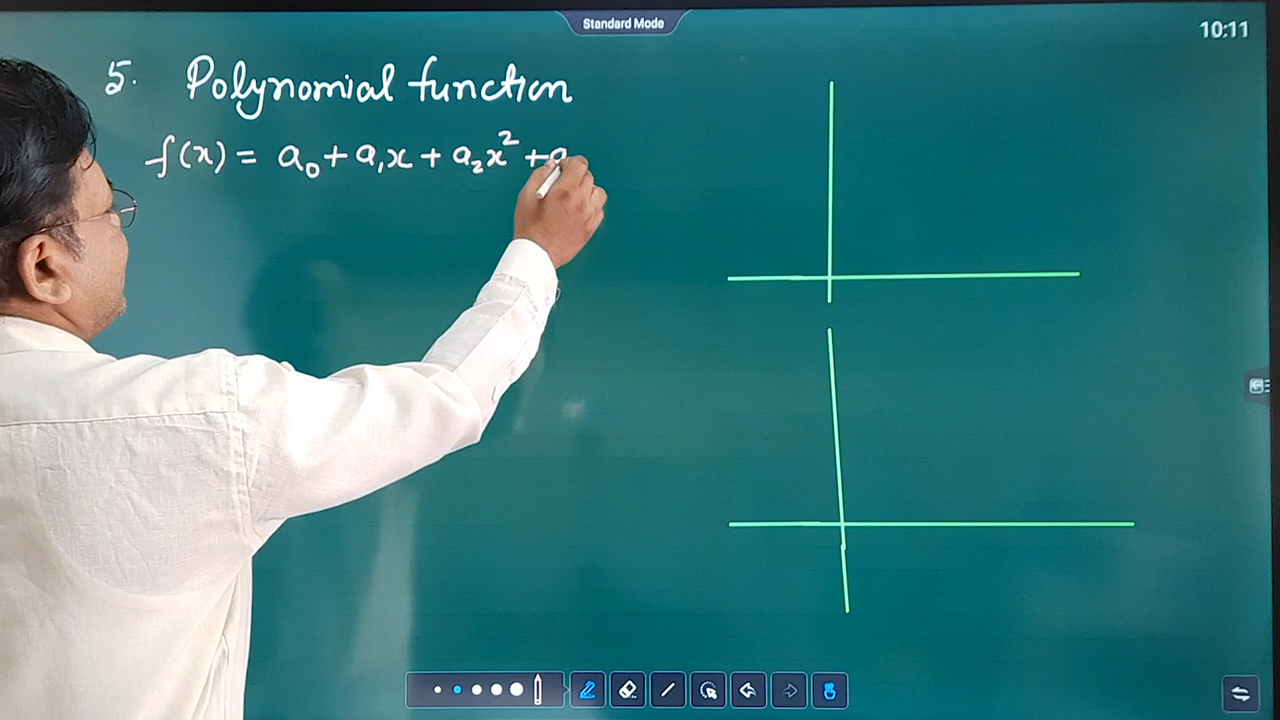 Standard Mode
10:11
5. Polynomial function
f(x) = a₀ + a₁x + a₂x² + a